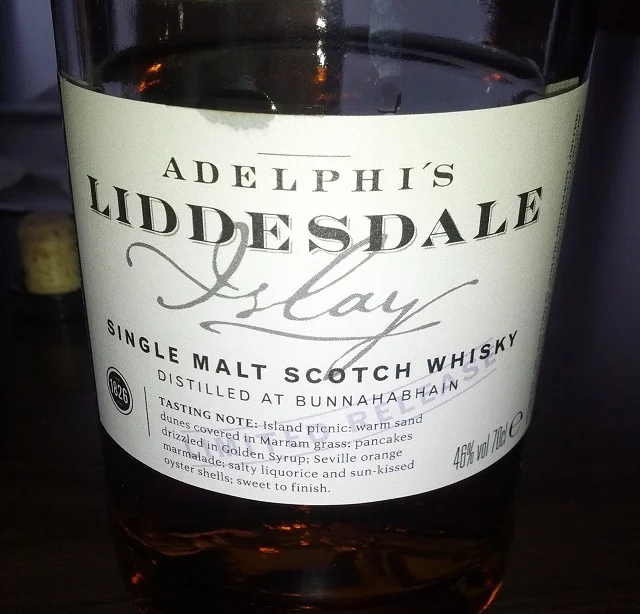 ADELPHI'S
LIDDESDALE
Islay
SINGLE MALT SCOTCH WHISKY
DISTILLED AT BUNNAHABHAIN
1826
TASTING NOTE: Island picnic: warm sand
dunes covered in Marram grass; pancakes
drizzled in Golden Syrup; Seville orange
marmalade; salty liquorice and sun-kissed
oyster shells; sweet to finish.
LIMITED RELEASE
46% vol 70cl ℮